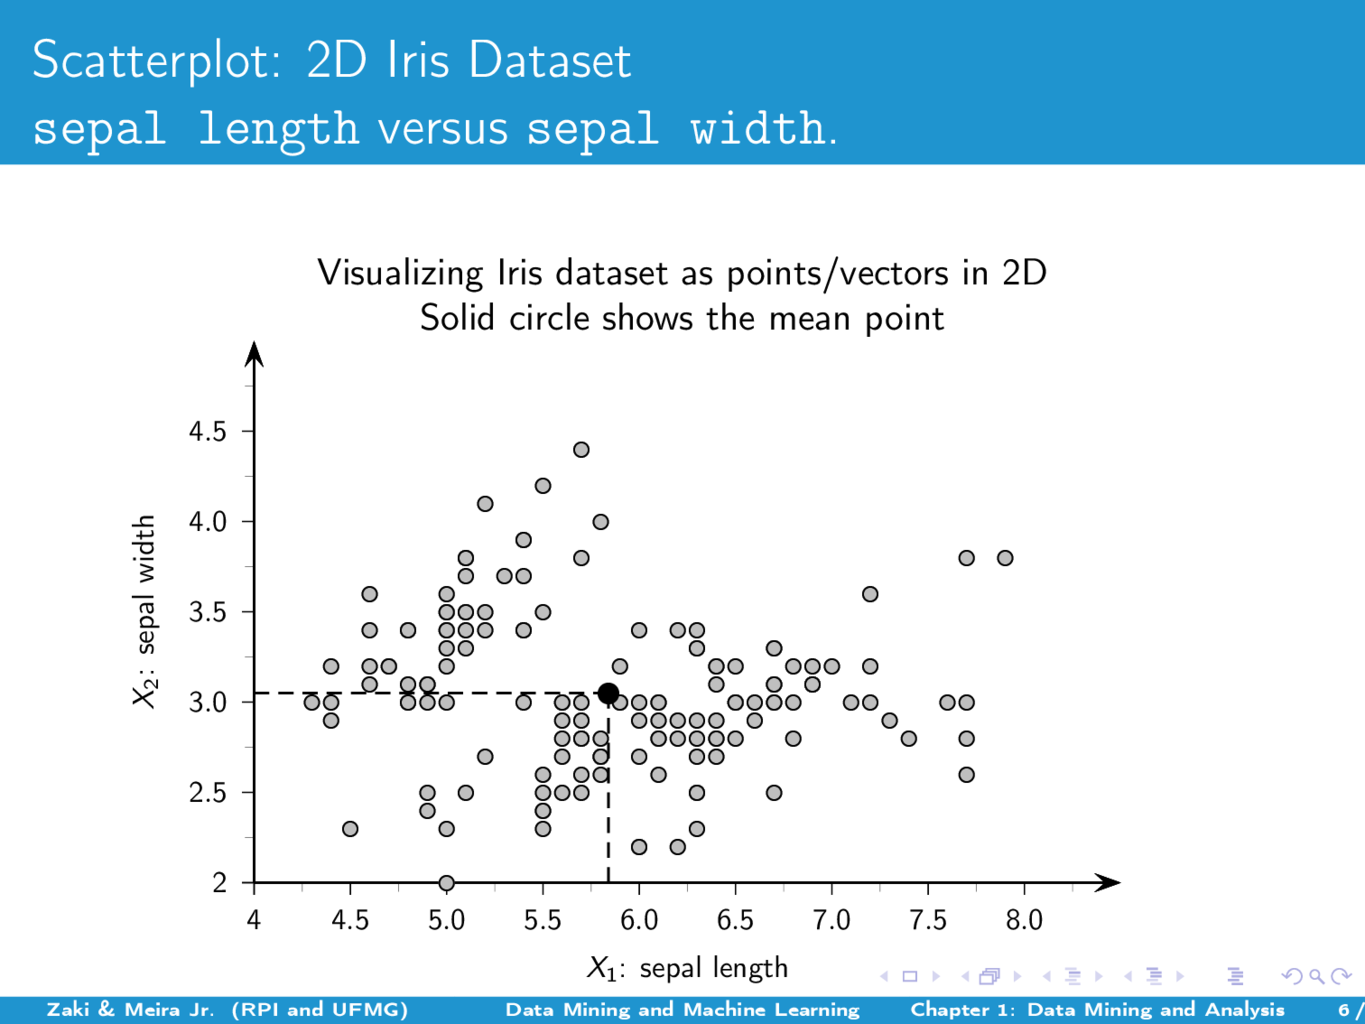 Scatterplot: 2D Iris Dataset
sepal length versus sepal width.
Visualizing Iris dataset as points/vectors in 2D
Solid circle shows the mean point
X2: sepal width
4.5
4.0
3.5
3.0
2.5
2
4 4.5 5.0 5.5 6.0 6.5 7.0 7.5 8.0
X1: sepal length
Zaki & Meira Jr. (RPI and UFMG) Data Mining and Machine Learning Chapter 1: Data Mining and Analysis 6 /